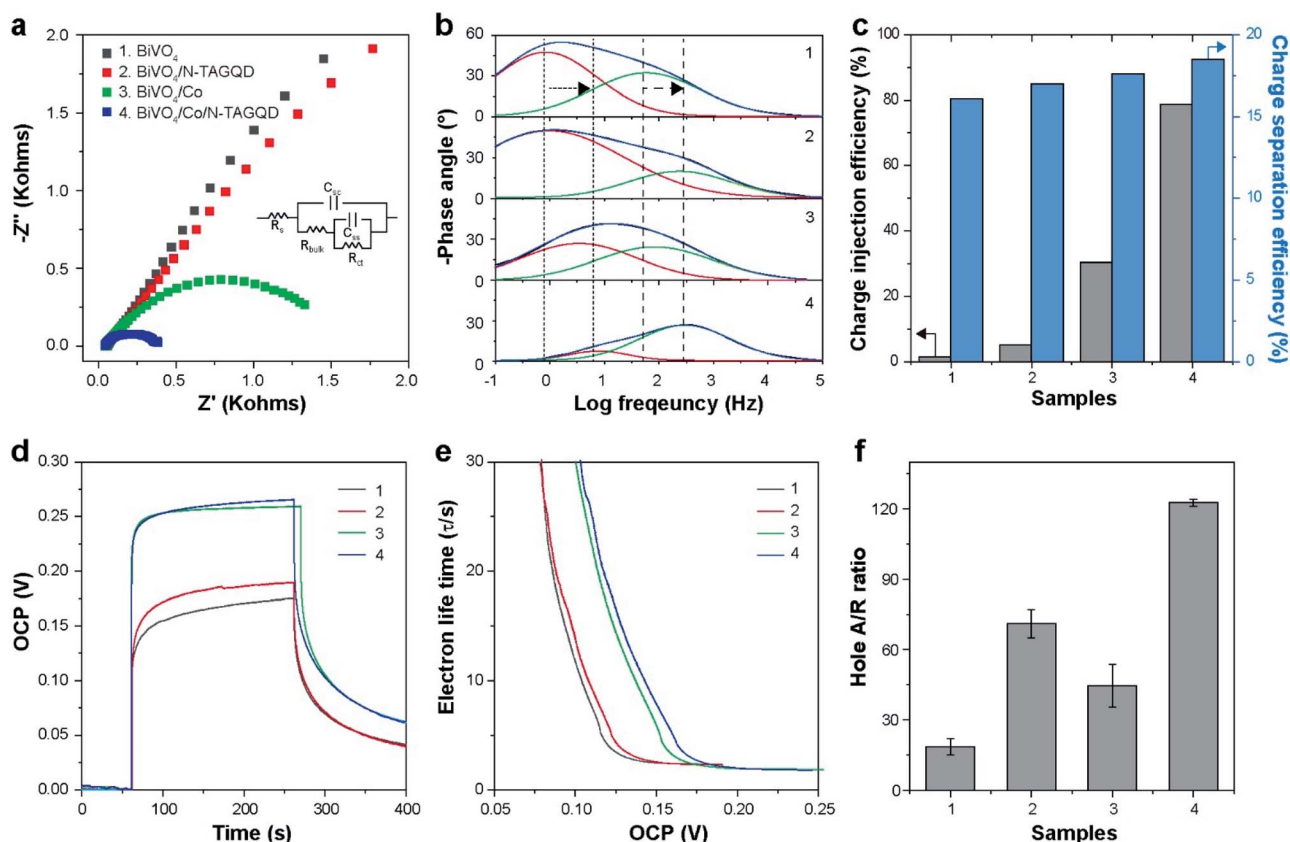 a
-Z'' (Kohms)
2.0
1.5
1.0
0.5
0.0
1. BiVO₄
2. BiVO₄/N-TAGQD
3. BiVO₄/Co
4. BiVO₄/Co/N-TAGQD
Csc
Rs
Rbulk
Css
Rct
0.0 0.5 1.0 1.5 2.0
Z' (Kohms)
b
-Phase angle (°)
60
30
0
1
30
0
2
30
0
3
30
0
4
-1 0 1 2 3 4 5
Log freqeuncy (Hz)
c
Charge injection efficiency (%)
100
80
60
40
20
0
20
15
10
5
0
Charge separation
efficiency (%)
1 2 3 4
Samples
d
OCP (V)
0.30
0.25
0.20
0.15
0.10
0.05
0.00
1
2
3
4
0 100 200 300 400
Time (s)
e
Electron life time (τ/s)
30
20
10
0
1
2
3
4
0.05 0.10 0.15 0.20 0.25
OCP (V)
f
Hole A/R ratio
120
90
60
30
0
1 2 3 4
Samples